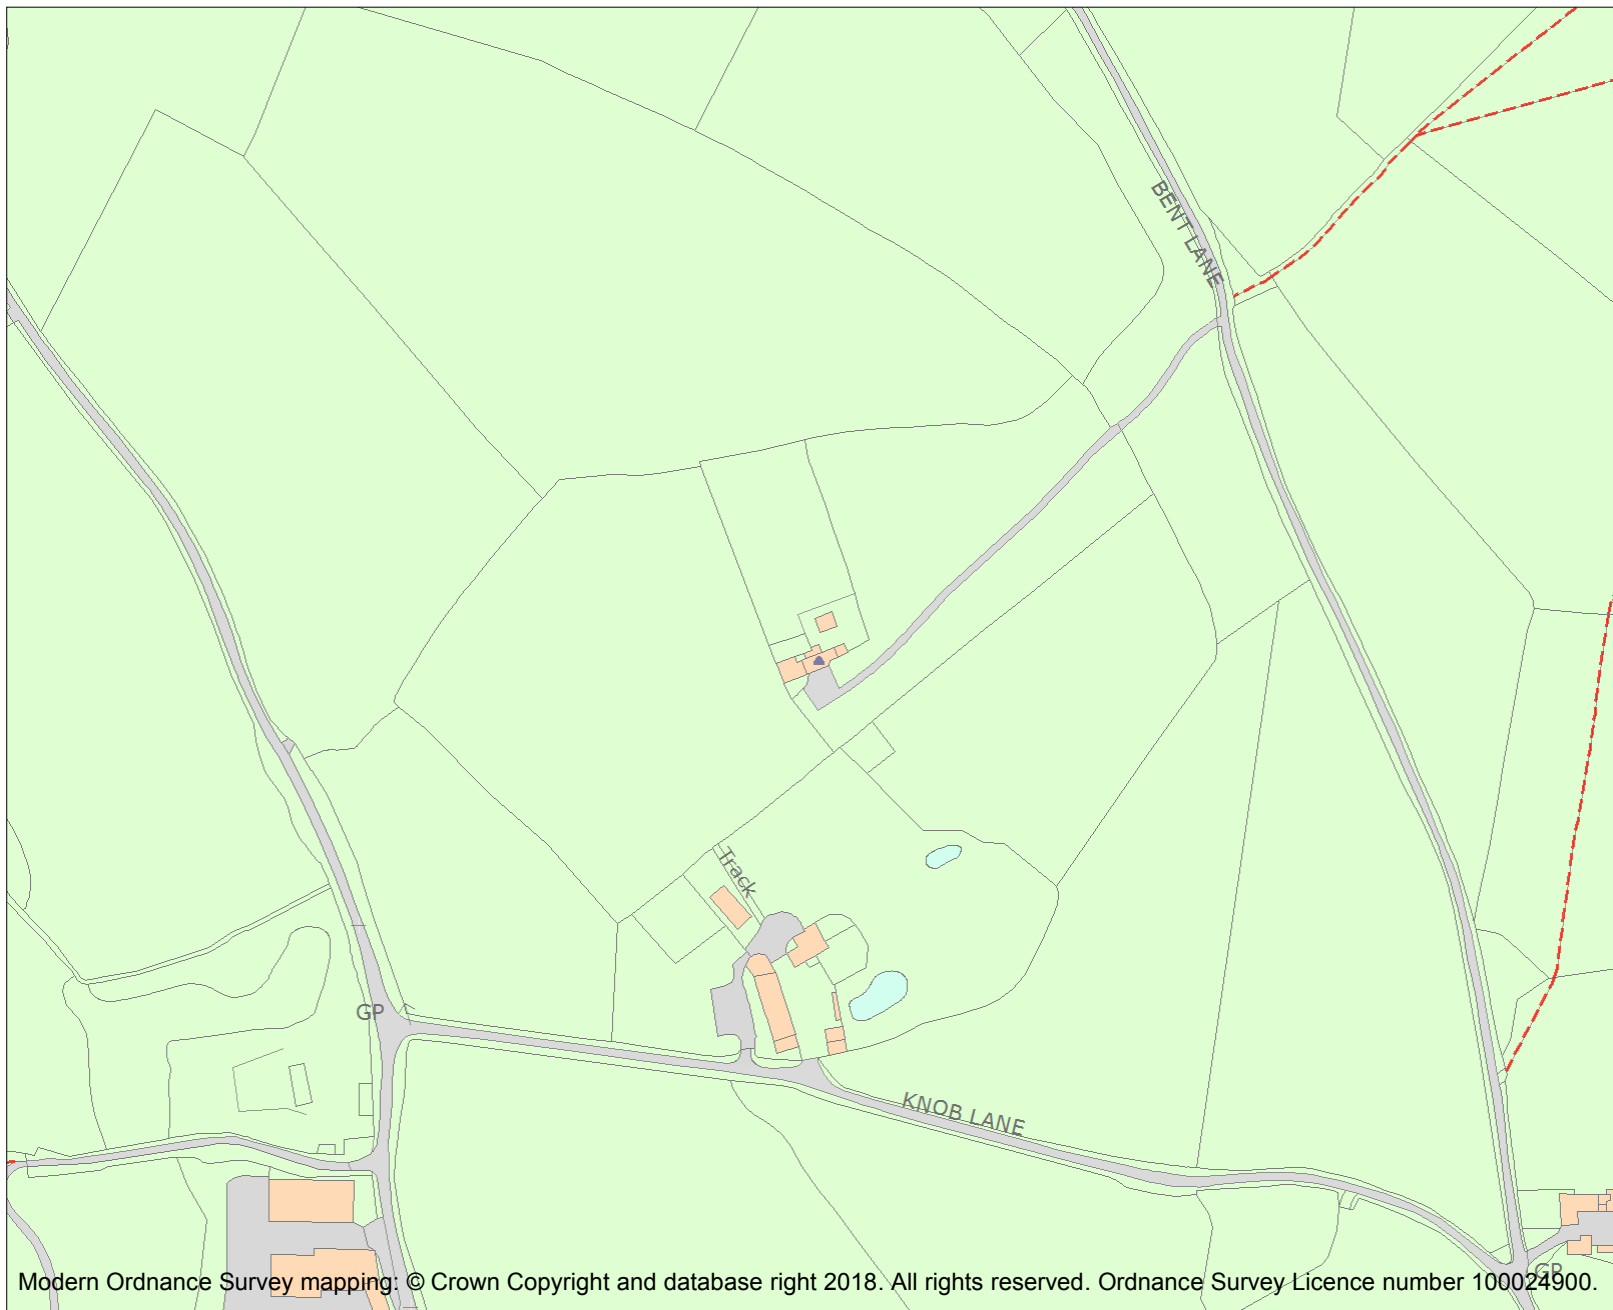 BENT LANE
Track
GP
KNOB LANE
GP
Modern Ordnance Survey mapping: © Crown Copyright and database right 2018. All rights reserved. Ordnance Survey Licence number 100024900.